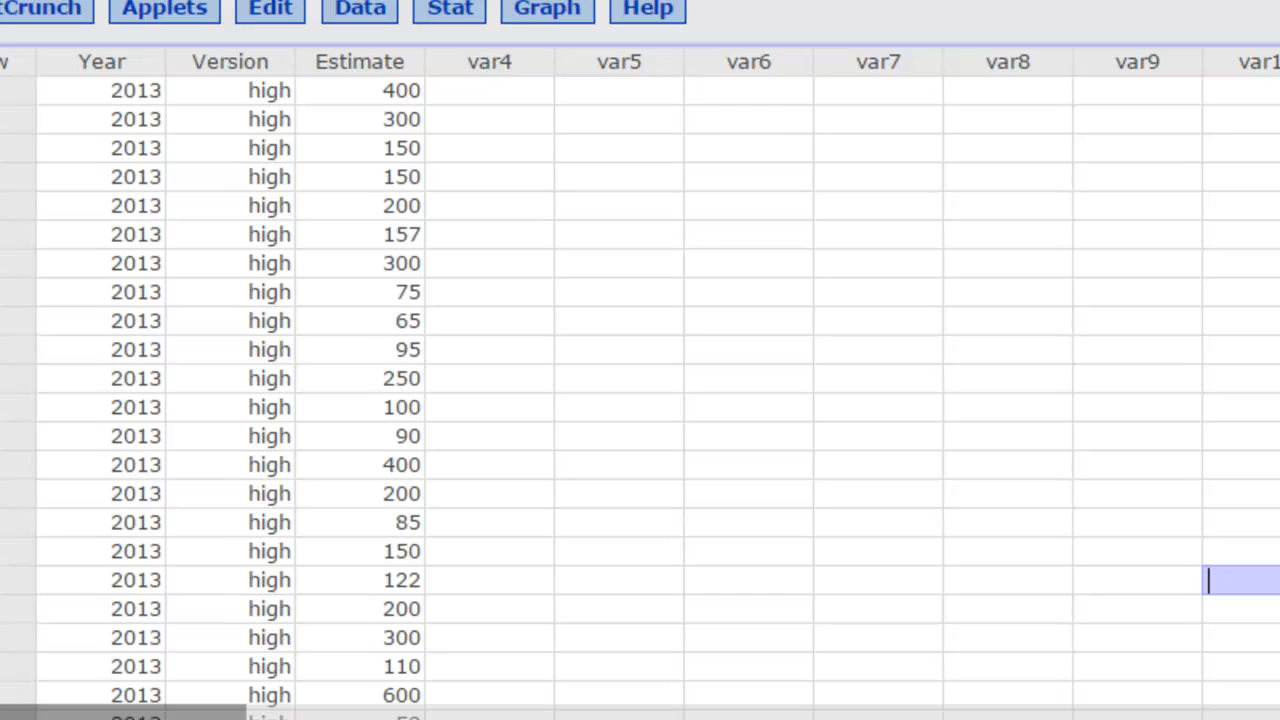 tCrunch Applets Edit Data Stat Graph Help
w Year Version Estimate var4 var5 var6 var7 var8 var9 var1
2013 high 400
2013 high 300
2013 high 150
2013 high 150
2013 high 200
2013 high 157
2013 high 300
2013 high 75
2013 high 65
2013 high 95
2013 high 250
2013 high 100
2013 high 90
2013 high 400
2013 high 200
2013 high 85
2013 high 150
2013 high 122
2013 high 200
2013 high 300
2013 high 110
2013 high 600